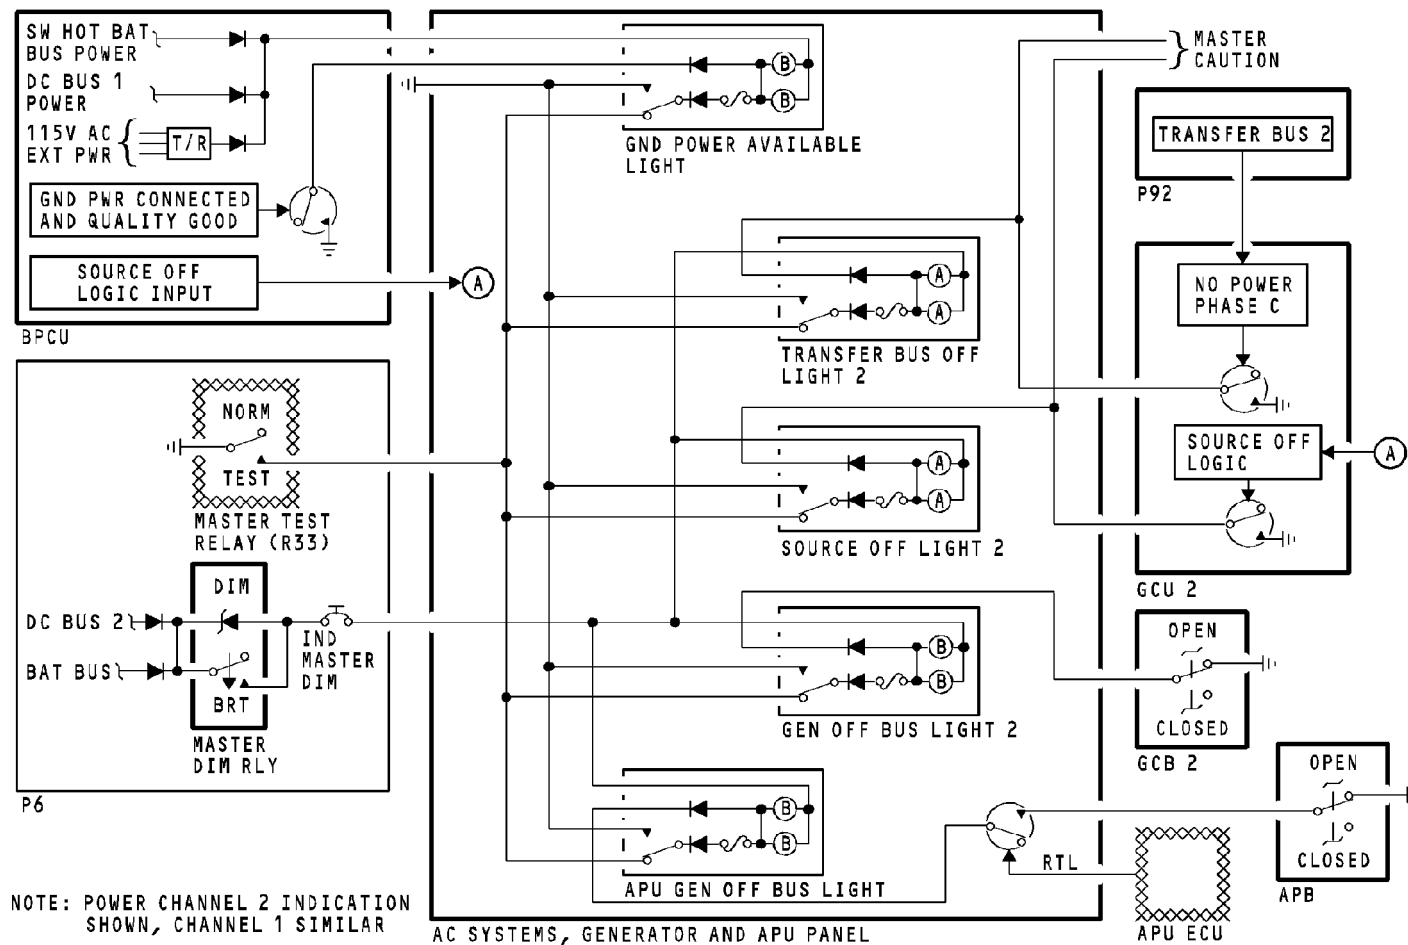 SW HOT BAT
BUS POWER
DC BUS 1
POWER
115V AC
EXT PWR
T/R
GND PWR CONNECTED
AND QUALITY GOOD
SOURCE OFF
LOGIC INPUT
A
BPCU
B
B
GND POWER AVAILABLE
LIGHT
MASTER
CAUTION
TRANSFER BUS 2
P92
A
A
TRANSFER BUS OFF
LIGHT 2
NO POWER
PHASE C
SOURCE OFF
LOGIC
A
GCU 2
NORM
TEST
MASTER TEST
RELAY (R33)
A
A
SOURCE OFF LIGHT 2
DIM
DC BUS 2
BAT BUS
BRT
IND
MASTER
DIM
MASTER
DIM RLY
P6
B
B
GEN OFF BUS LIGHT 2
OPEN
CLOSED
GCB 2
B
B
APU GEN OFF BUS LIGHT
RTL
OPEN
CLOSED
APB
APU ECU
NOTE: POWER CHANNEL 2 INDICATION
SHOWN, CHANNEL 1 SIMILAR
AC SYSTEMS, GENERATOR AND APU PANEL